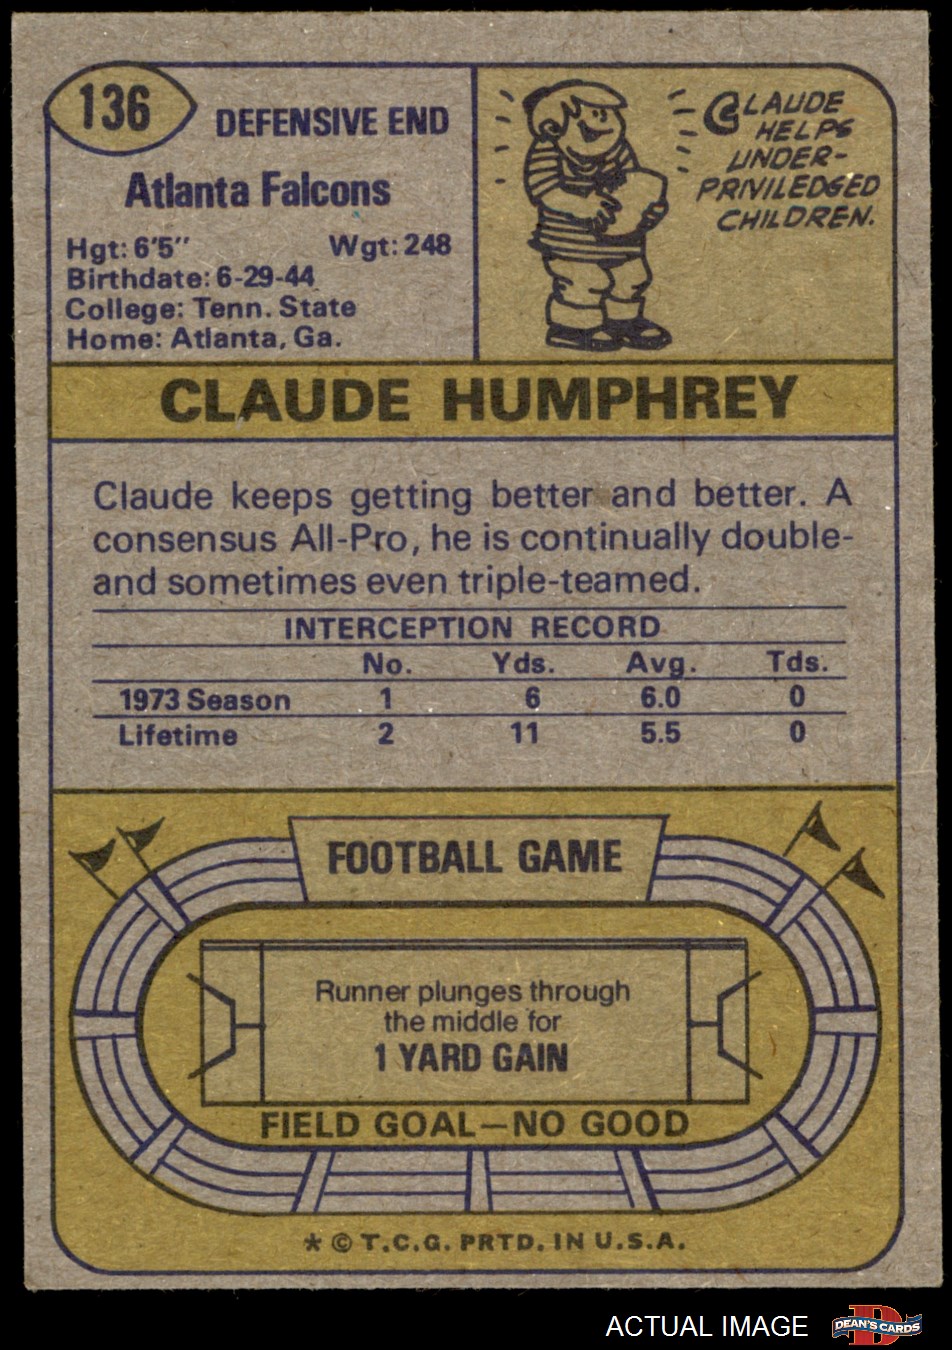 136
DEFENSIVE END
Atlanta Falcons
Hgt: 6'5" Wgt: 248
Birthdate: 6-29-44
College: Tenn. State
Home: Atlanta, Ga.
CLAUDE
HELPS
UNDER-
PRIVILEDGED
CHILDREN.
CLAUDE HUMPHREY
Claude keeps getting better and better. A
consensus All-Pro, he is continually double-
and sometimes even triple-teamed.
INTERCEPTION RECORD
No. Yds. Avg. Tds.
1973 Season 1 6 6.0 0
Lifetime 2 11 5.5 0
FOOTBALL GAME
Runner plunges through
the middle for
1 YARD GAIN
FIELD GOAL—NO GOOD
* © T.C.G. PRTD. IN U.S.A.
ACTUAL IMAGE
D
DEAN'S CARDS